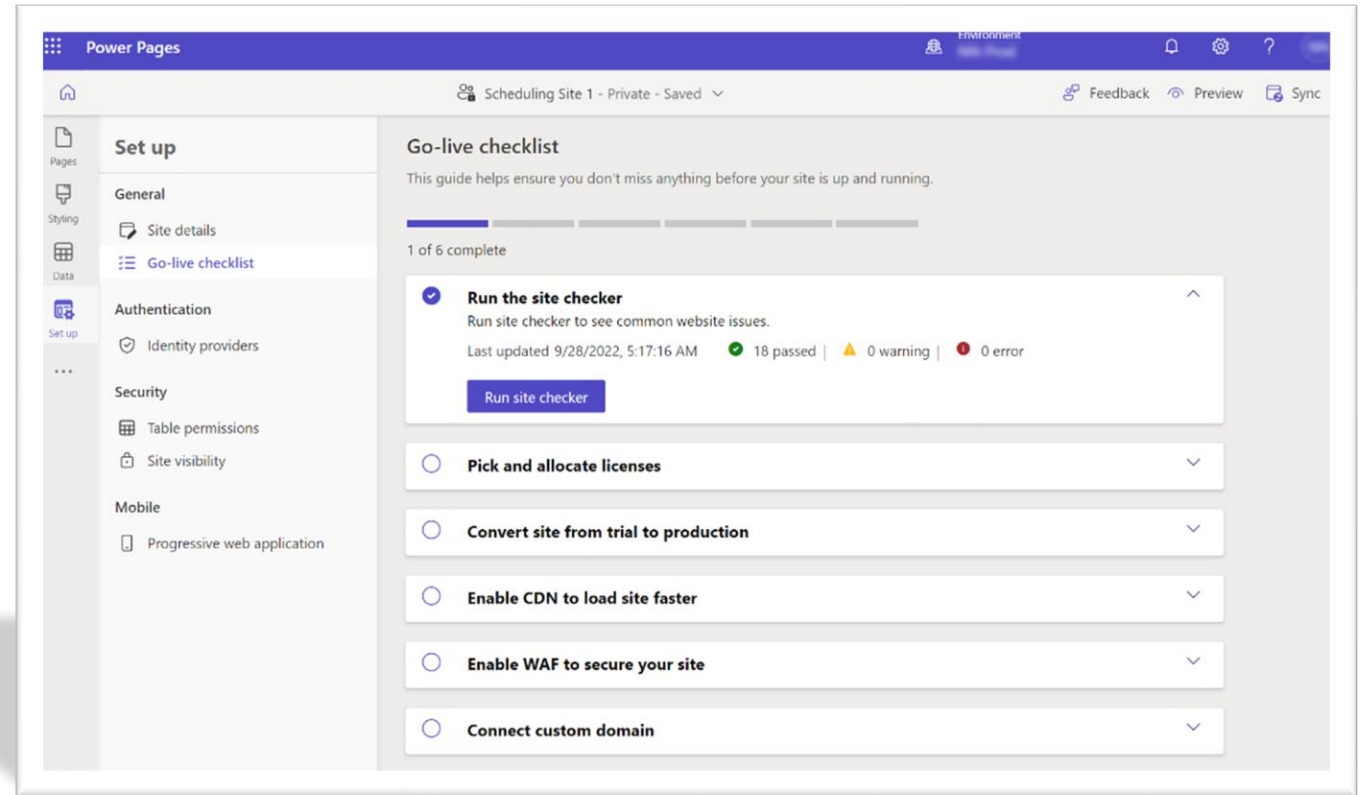 Power Pages
Environment
Scheduling Site 1 - Private - Saved
Feedback
Preview
Sync
Pages
Styling
Data
Set up
Set up
General
Site details
Go-live checklist
Authentication
Identity providers
Security
Table permissions
Site visibility
Mobile
Progressive web application
Go-live checklist
This guide helps ensure you don't miss anything before your site is up and running.
1 of 6 complete
Run the site checker
Run site checker to see common website issues.
Last updated 9/28/2022, 5:17:16 AM 18 passed | 0 warning | 0 error
Run site checker
Pick and allocate licenses
Convert site from trial to production
Enable CDN to load site faster
Enable WAF to secure your site
Connect custom domain